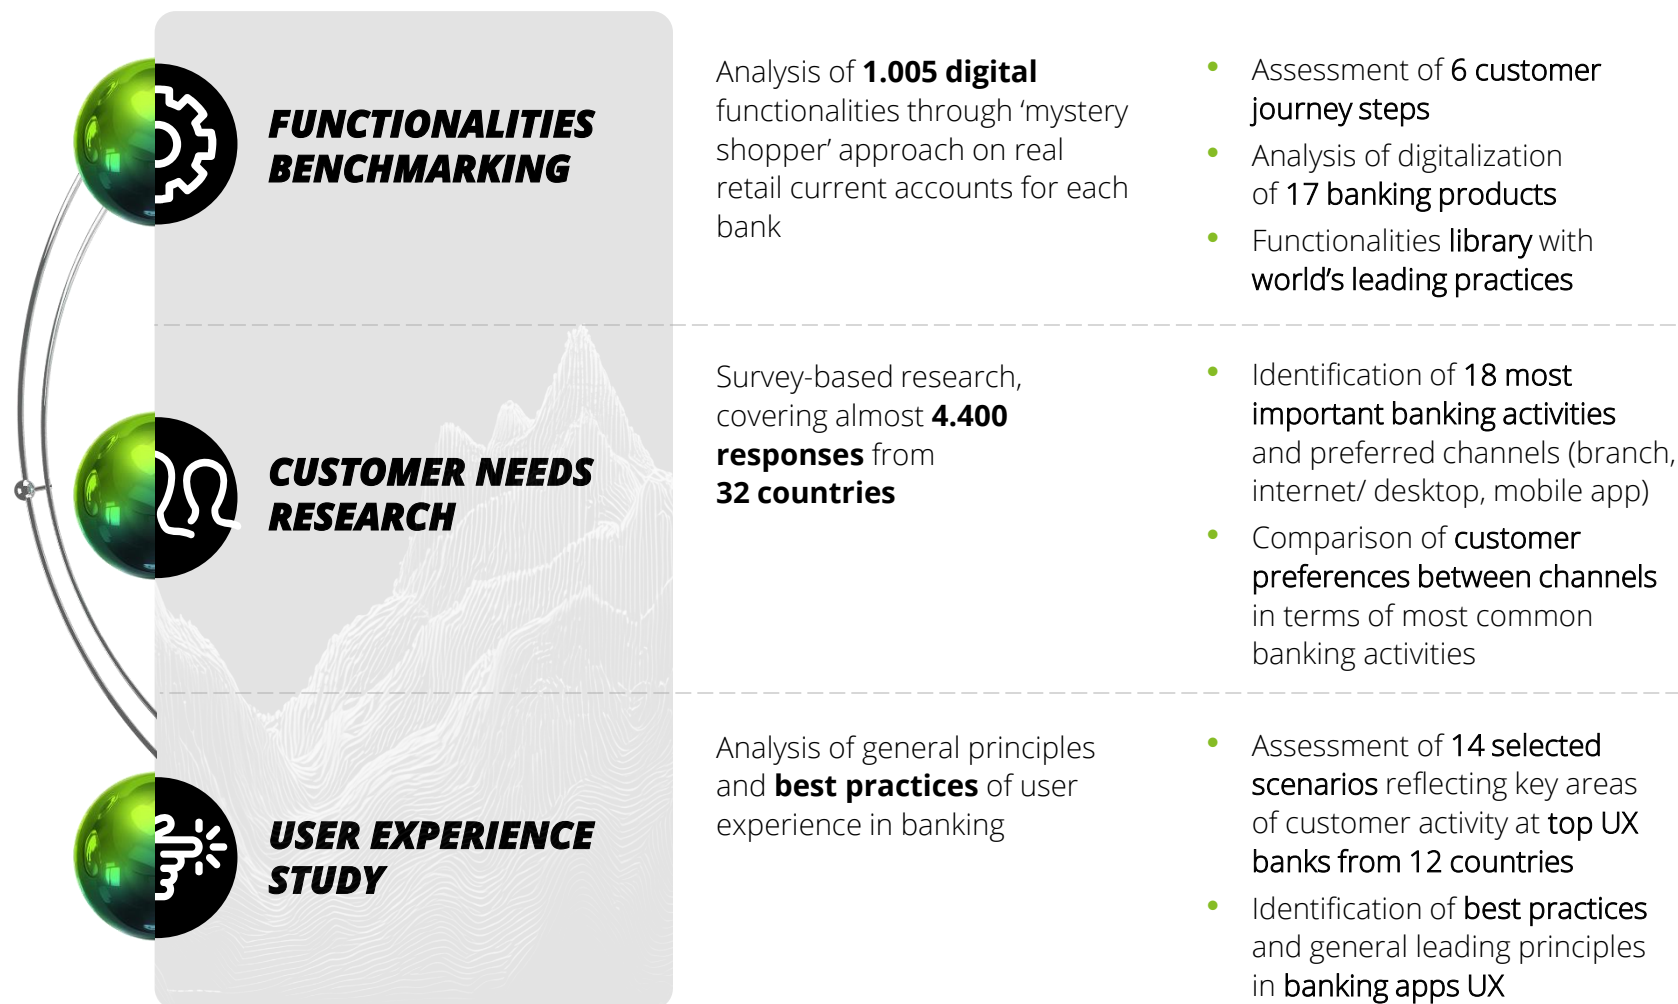 FUNCTIONALITIES
BENCHMARKING
Analysis of 1.005 digital
functionalities through ‘mystery
shopper’ approach on real
retail current accounts for each
bank
• Assessment of 6 customer
journey steps
• Analysis of digitalization
of 17 banking products
• Functionalities library with
world’s leading practices
CUSTOMER NEEDS
RESEARCH
Survey-based research,
covering almost 4.400
responses from
32 countries
• Identification of 18 most
important banking activities
and preferred channels (branch,
internet/ desktop, mobile app)
• Comparison of customer
preferences between channels
in terms of most common
banking activities
USER EXPERIENCE
STUDY
Analysis of general principles
and best practices of user
experience in banking
• Assessment of 14 selected
scenarios reflecting key areas
of customer activity at top UX
banks from 12 countries
• Identification of best practices
and general leading principles
in banking apps UX